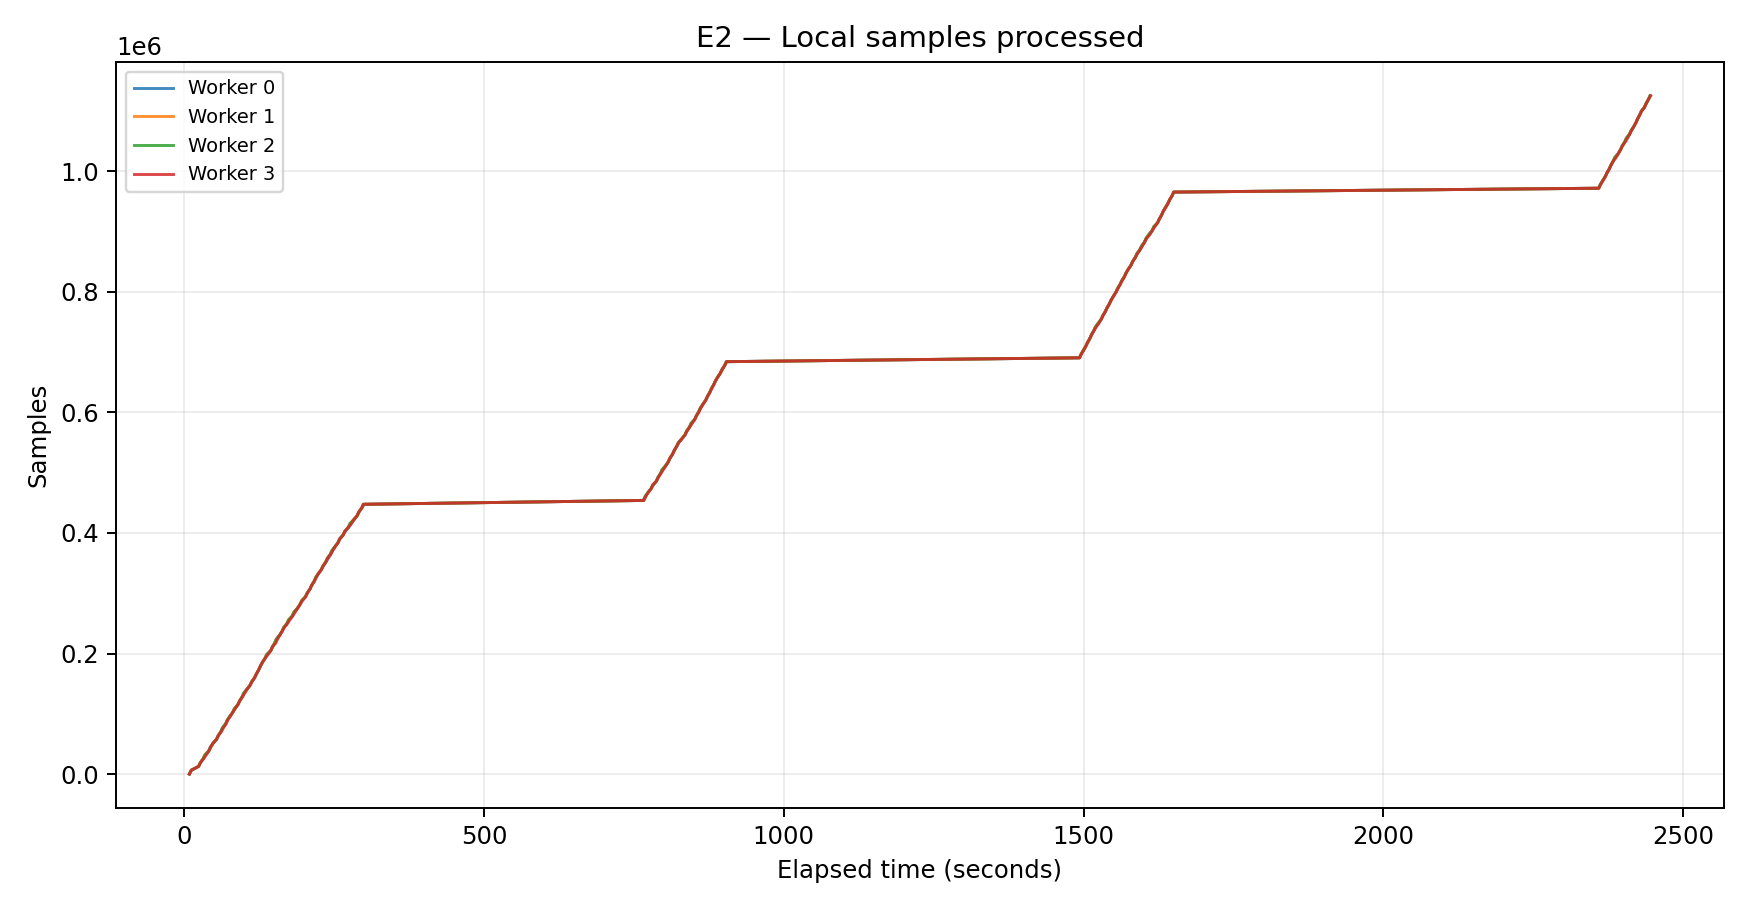 E2 — Local samples processed
1e6
Worker 0
Worker 1
Worker 2
Worker 3
1.0
0.8
0.6
0.4
0.2
0.0
Samples
0 500 1000 1500 2000 2500
Elapsed time (seconds)